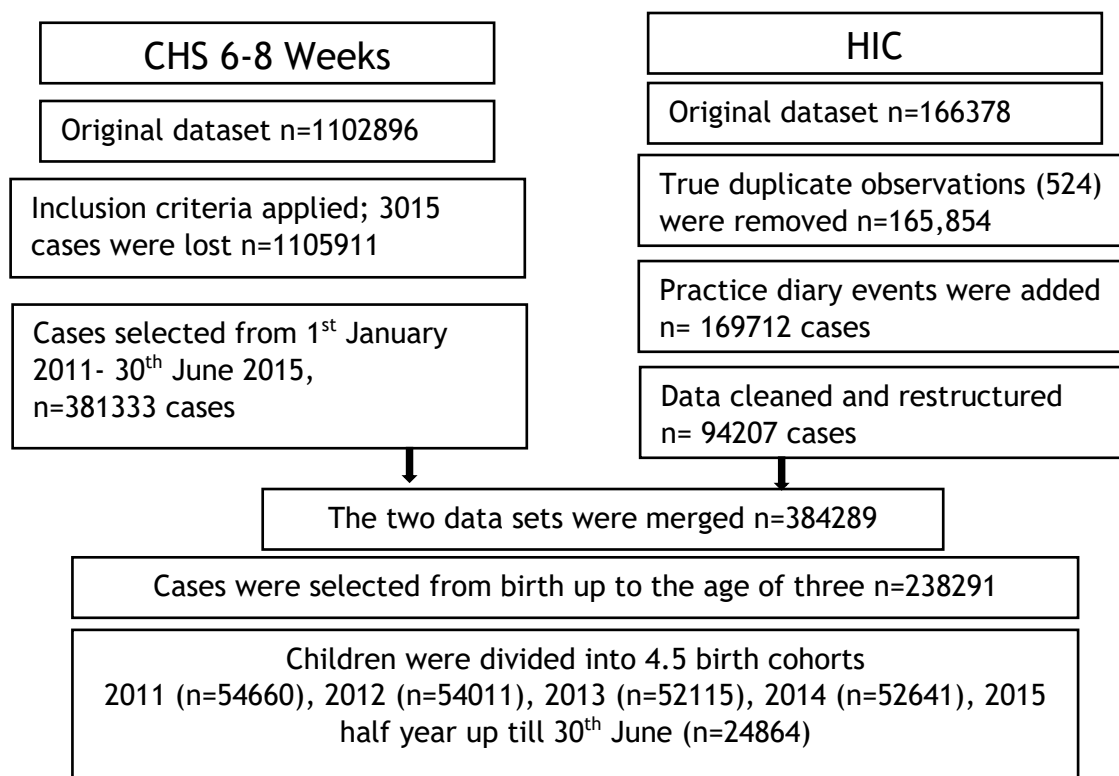 CHS 6-8 Weeks
Original dataset n=1102896
Inclusion criteria applied; 3015
cases were lost n=1105911
Cases selected from 1st January
2011- 30th June 2015,
n=381333 cases
HIC
Original dataset n=166378
True duplicate observations (524)
were removed n=165,854
Practice diary events were added
n= 169712 cases
Data cleaned and restructured
n= 94207 cases
The two data sets were merged n=384289
Cases were selected from birth up to the age of three n=238291
Children were divided into 4.5 birth cohorts
2011 (n=54660), 2012 (n=54011), 2013 (n=52115), 2014 (n=52641), 2015
half year up till 30th June (n=24864)